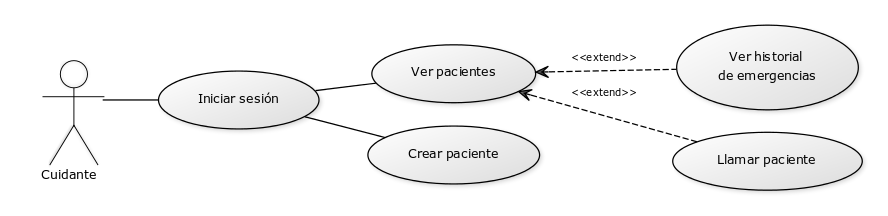 Ver historial
de emergencias
<<extend>>
Ver pacientes
<<extend>>
Iniciar sesión
Crear paciente
Llamar paciente
Cuidante